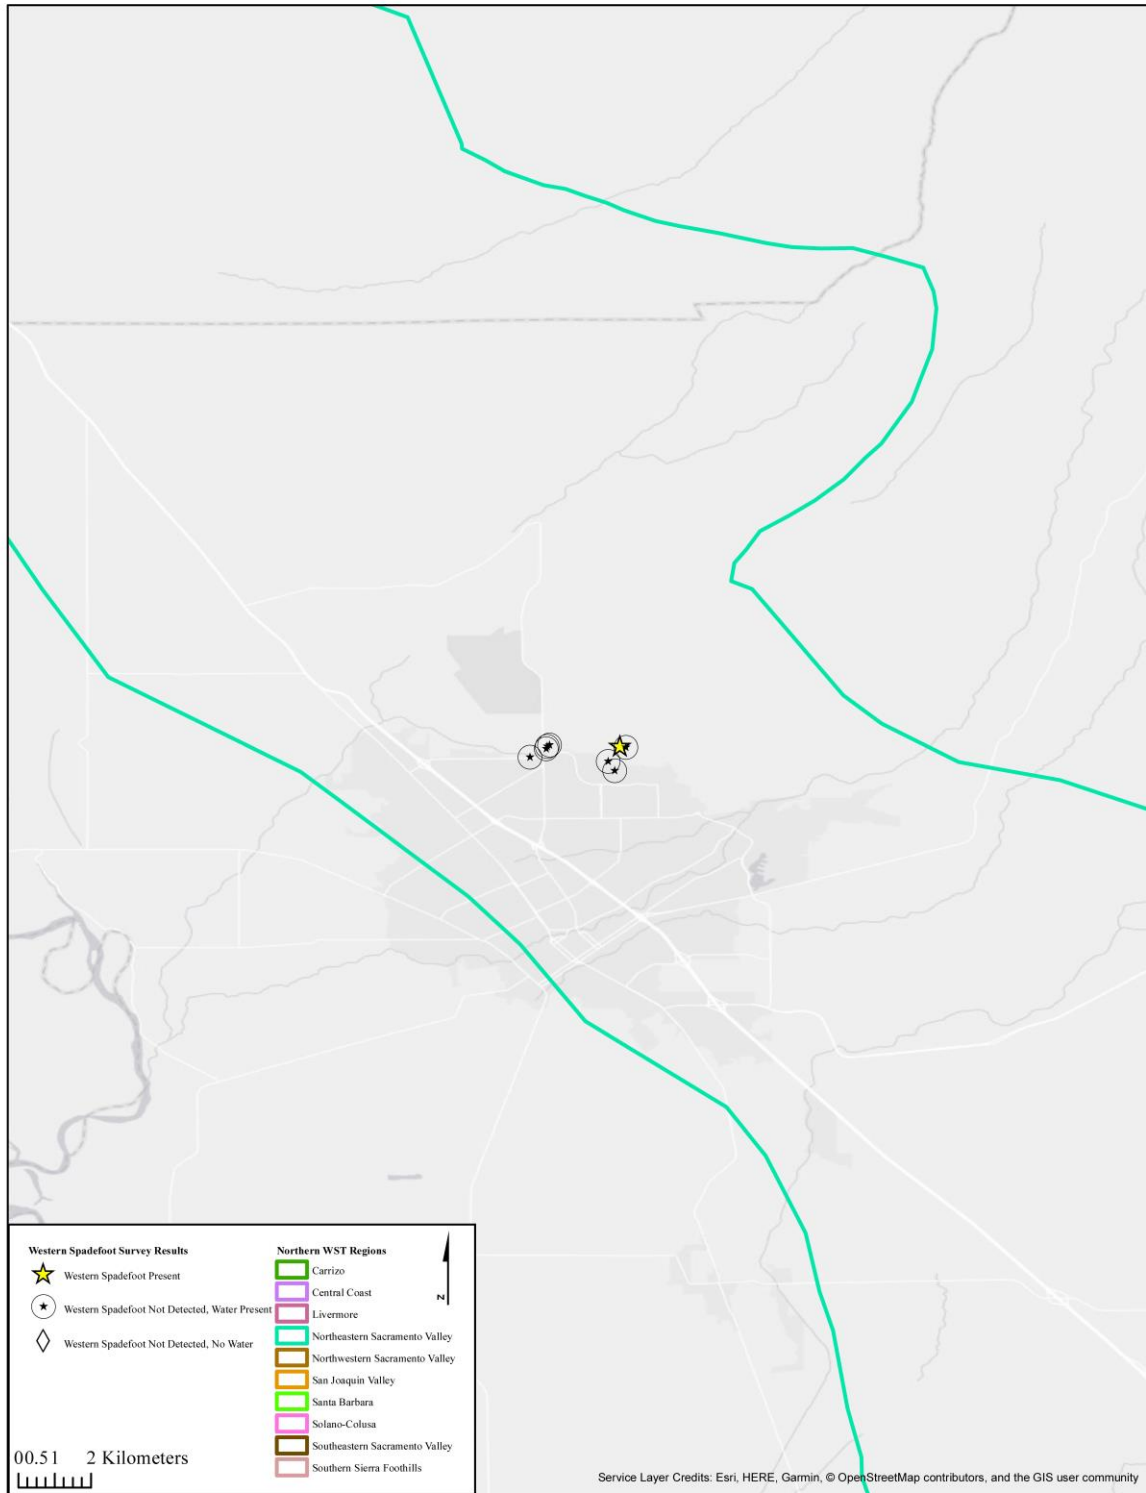 Western Spadefoot Survey Results
Western Spadefoot Present
Western Spadefoot Not Detected, Water Present
Western Spadefoot Not Detected, No Water
Northern WST Regions
Carrizo
Central Coast
Livermore
Northeastern Sacramento Valley
Northwestern Sacramento Valley
San Joaquin Valley
Santa Barbara
Solano-Colusa
Southeastern Sacramento Valley
Southern Sierra Foothills
N
00.51 2 Kilometers
Service Layer Credits: Esri, HERE, Garmin, © OpenStreetMap contributors, and the GIS user community